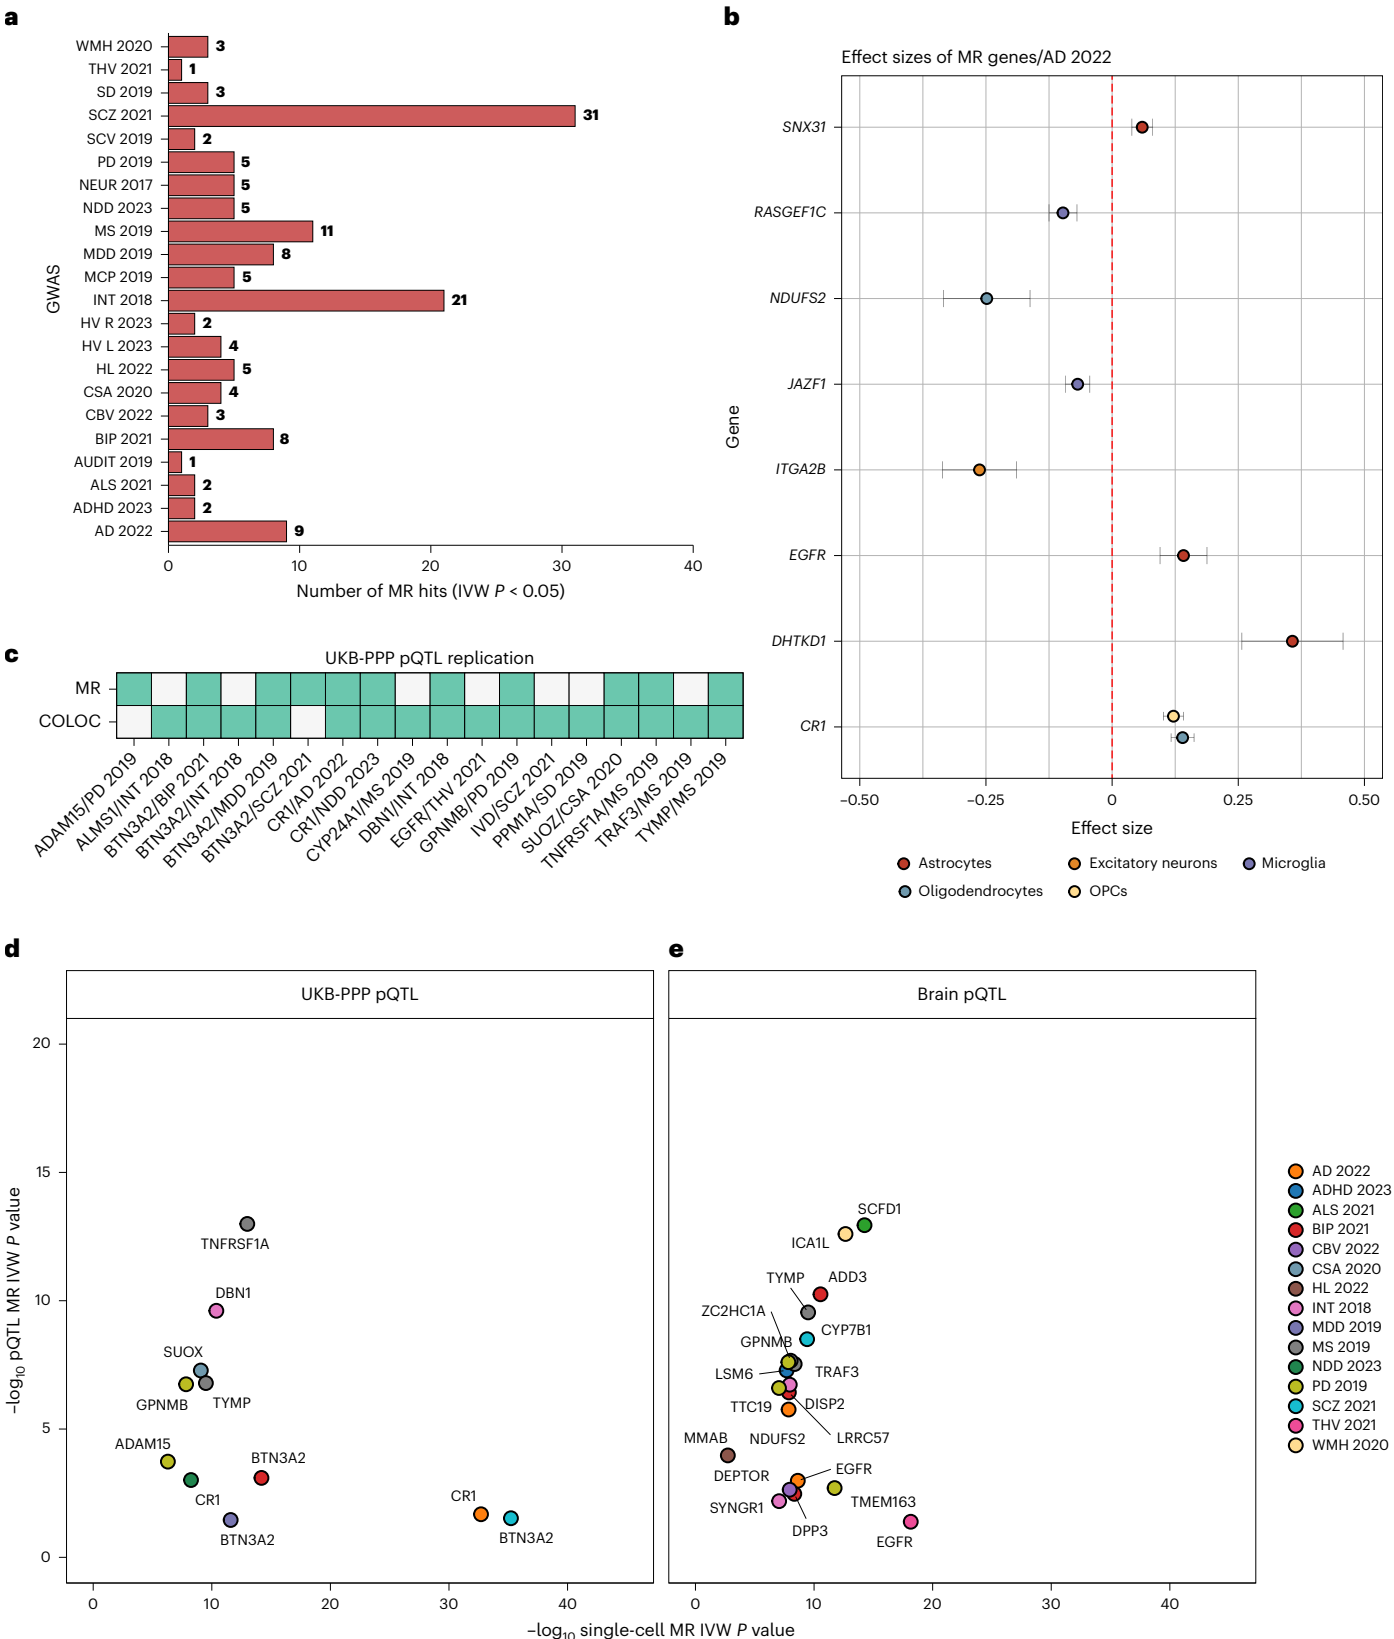 a
WMH 2020 3
THV 2021 1
SD 2019 3
SCZ 2021 31
SCV 2019 2
PD 2019 5
NEUR 2017 5
NDD 2023 5
MS 2019 11
MDD 2019 8
MCP 2019 5
INT 2018 21
HV R 2023 2
HV L 2023 4
HL 2022 5
CSA 2020 4
CBV 2022 3
BIP 2021 8
AUDIT 2019 1
ALS 2021 2
ADHD 2023 2
AD 2022 9
GWAS
0 10 20 30 40
Number of MR hits (IVW P < 0.05)
b
Effect sizes of MR genes/AD 2022
SNX31
RASGEF1C
NDUFS2
JAZF1
ITGA2B
EGFR
DHTKD1
CR1
Gene
−0.50 −0.25 0 0.25 0.50
Effect size
Astrocytes Excitatory neurons Microglia
Oligodendrocytes OPCs
c
UKB-PPP pQTL replication
MR
COLOC
ADAM15/PD 2019
ALMS1/INT 2018
BTN3A2/BIP 2021
BTN3A2/INT 2018
BTN3A2/MDD 2019
BTN3A2/SCZ 2021
CR1/AD 2022
CR1/NDD 2023
CYP24A1/MS 2019
DBN1/INT 2018
EGFR/THV 2021
GPNMB/PD 2019
IVD/SCZ 2021
PPM1A/SD 2019
SUOZ/CSA 2020
TNFRSF1A/MS 2019
TRAF3/MS 2019
TYMP/MS 2019
d
UKB-PPP pQTL
20
15
10
5
0
−log10 pQTL MR IVW P value
TNFRSF1A
DBN1
SUOX
GPNMB
TYMP
ADAM15
BTN3A2
CR1
BTN3A2
CR1
BTN3A2
0 10 20 30 40
e
Brain pQTL
SCFD1
ICA1L
TYMP
ADD3
ZC2HC1A
CYP7B1
GPNMB
LSM6
TRAF3
TTC19
DISP2
MMAB
NDUFS2
LRRC57
DEPTOR
EGFR
SYNGR1
TMEM163
DPP3
EGFR
0 10 20 30 40
−log10 single-cell MR IVW P value
AD 2022
ADHD 2023
ALS 2021
BIP 2021
CBV 2022
CSA 2020
HL 2022
INT 2018
MDD 2019
MS 2019
NDD 2023
PD 2019
SCZ 2021
THV 2021
WMH 2020